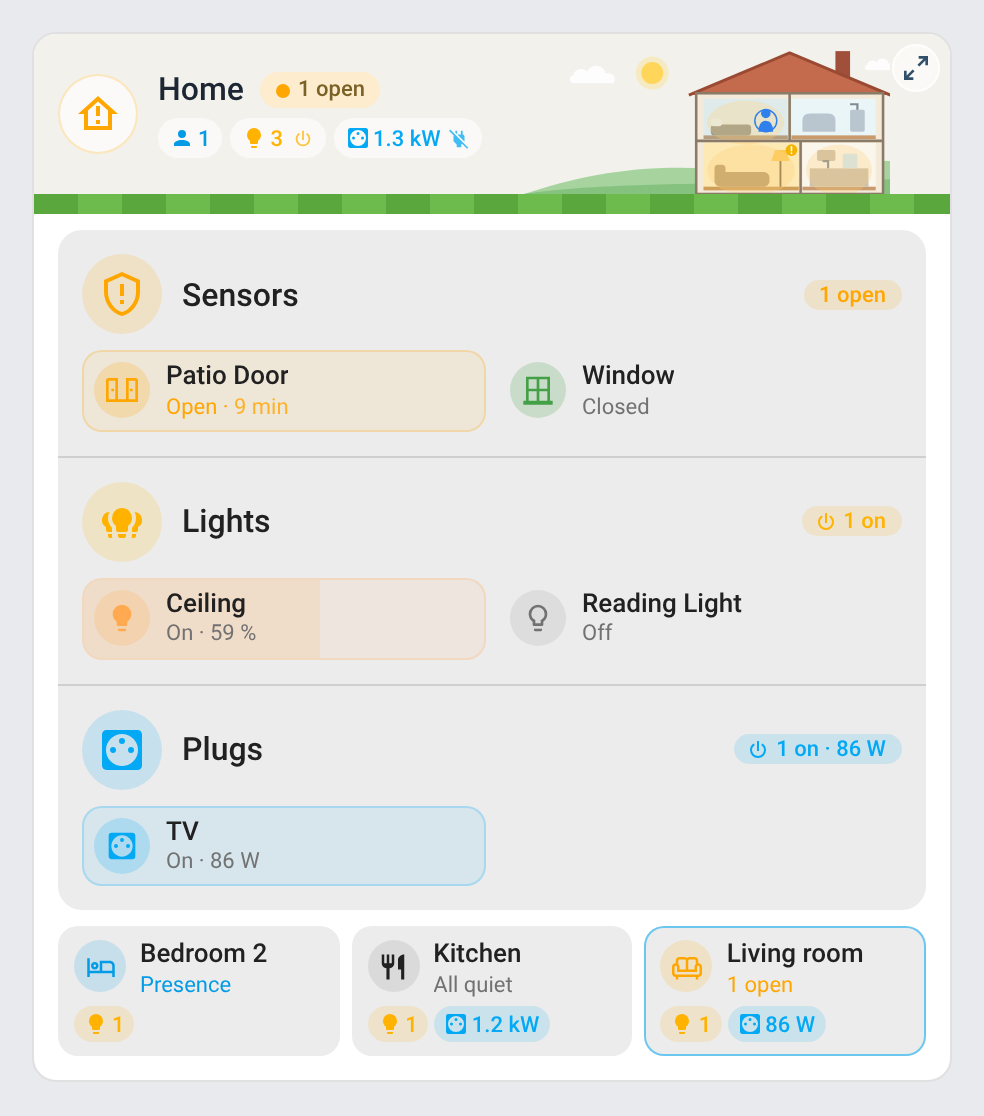 Home
1 open
1
3
1.3 kW
Sensors
1 open
Patio Door
Open · 9 min
Window
Closed
Lights
1 on
Ceiling
On · 59 %
Reading Light
Off
Plugs
1 on · 86 W
TV
On · 86 W
Bedroom 2
Presence
1
Kitchen
All quiet
1
1.2 kW
Living room
1 open
1
86 W